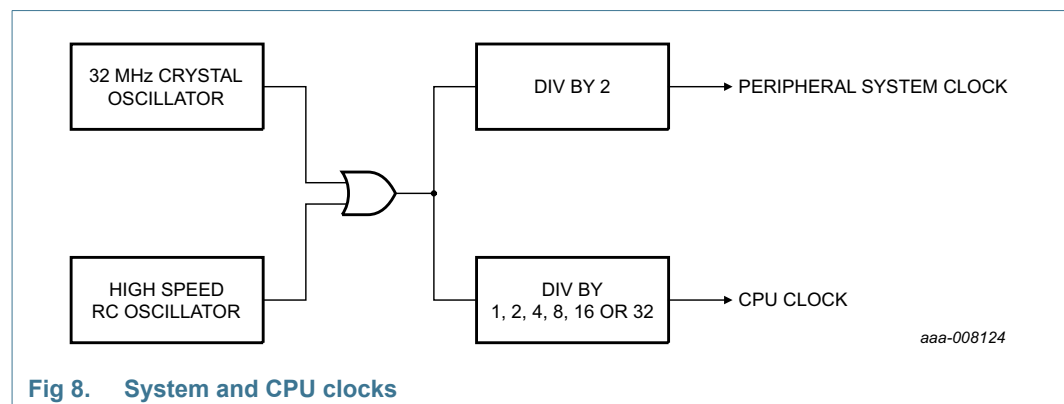 32 MHz CRYSTAL
OSCILLATOR
DIV BY 2
PERIPHERAL SYSTEM CLOCK
HIGH SPEED
RC OSCILLATOR
DIV BY
1, 2, 4, 8, 16 OR 32
CPU CLOCK
aaa-008124
Fig 8. System and CPU clocks